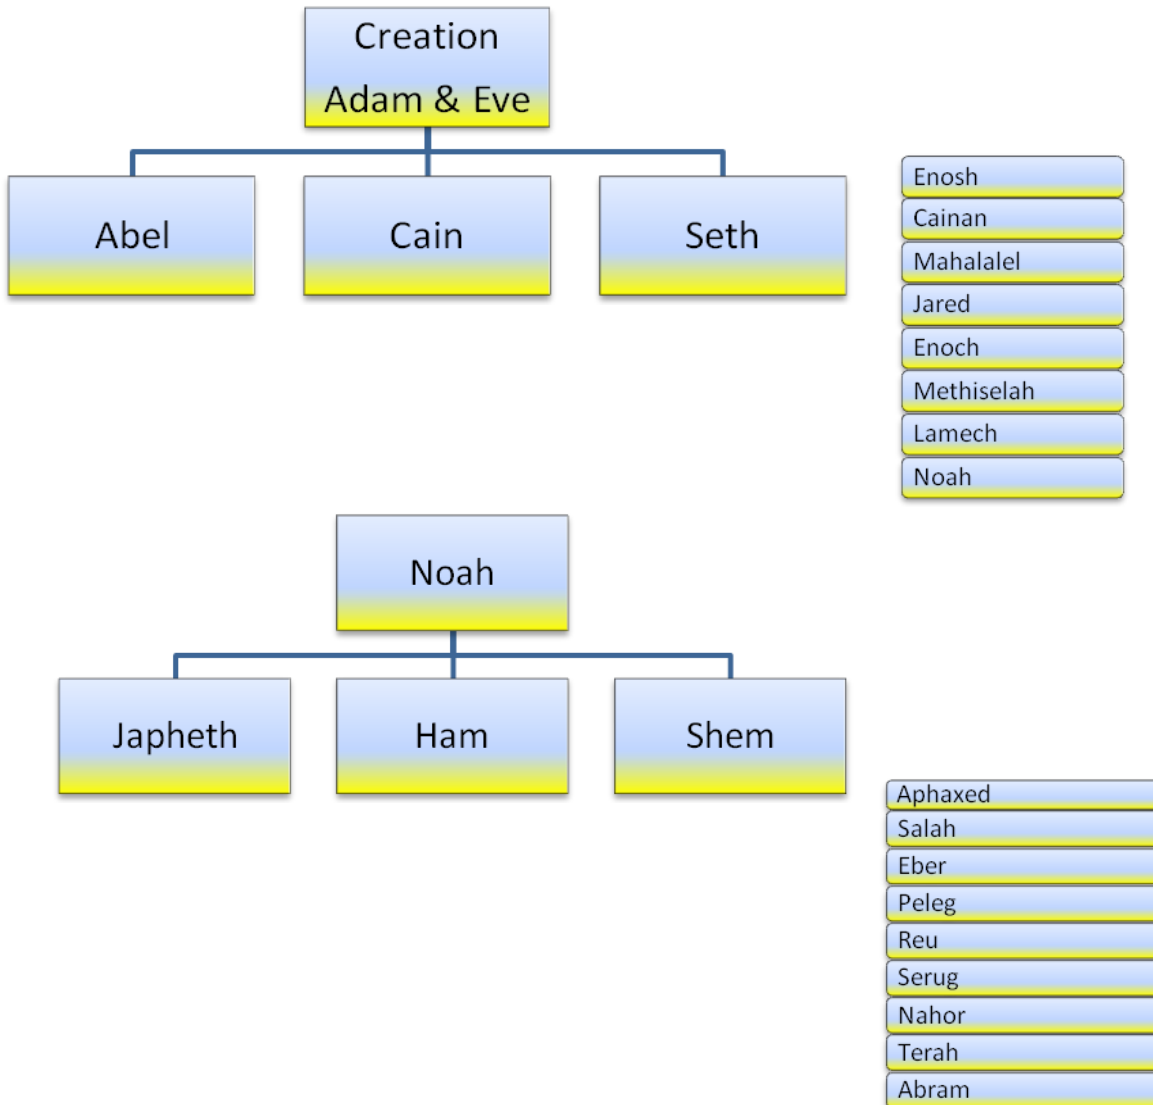 Creation
Adam & Eve
Abel
Cain
Seth
Enosh
Cainan
Mahalalel
Jared
Enoch
Methiselah
Lamech
Noah
Noah
Japheth
Ham
Shem
Aphaxed
Salah
Eber
Peleg
Reu
Serug
Nahor
Terah
Abram